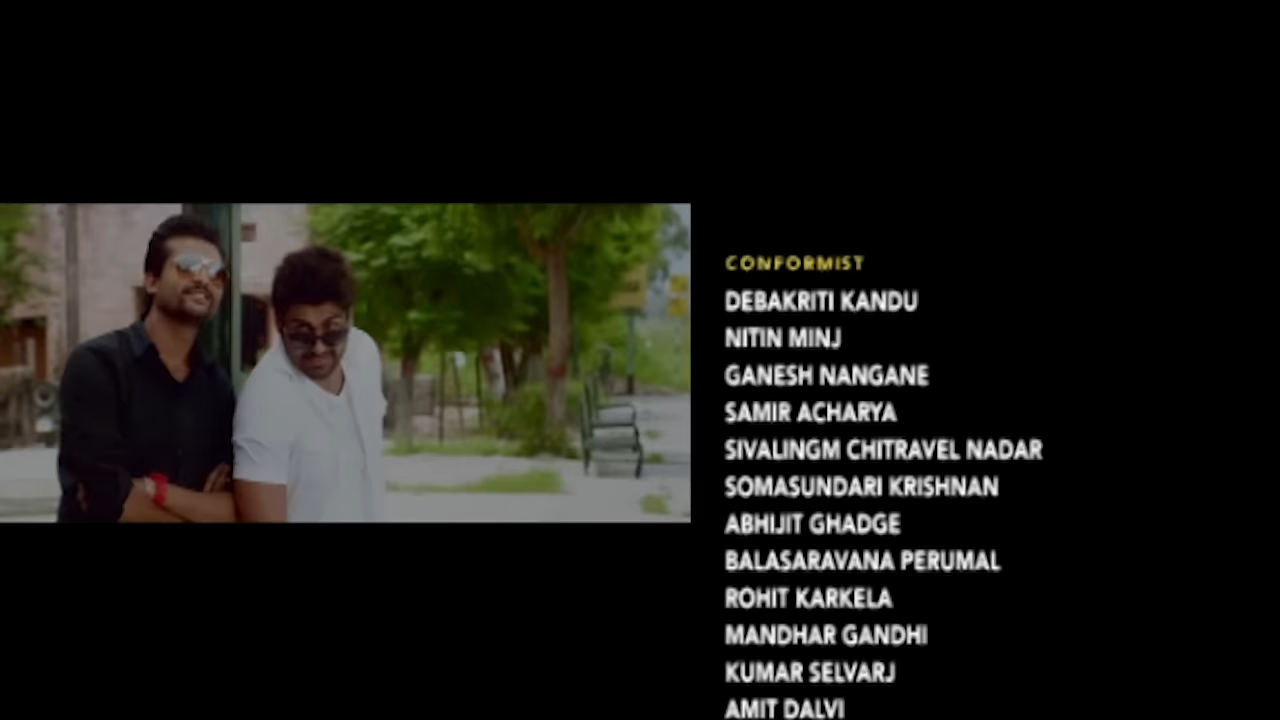 CONFORMIST
DEBAKRITI KANDU
NITIN MINJ
GANESH NANGANE
SAMIR ACHARYA
SIVALINGM CHITRAVEL NADAR
SOMASUNDARI KRISHNAN
ABHIJIT GHADGE
BALASARAVANA PERUMAL
ROHIT KARKELA
MANDHAR GANDHI
KUMAR SELVARJ
AMIT DALVI